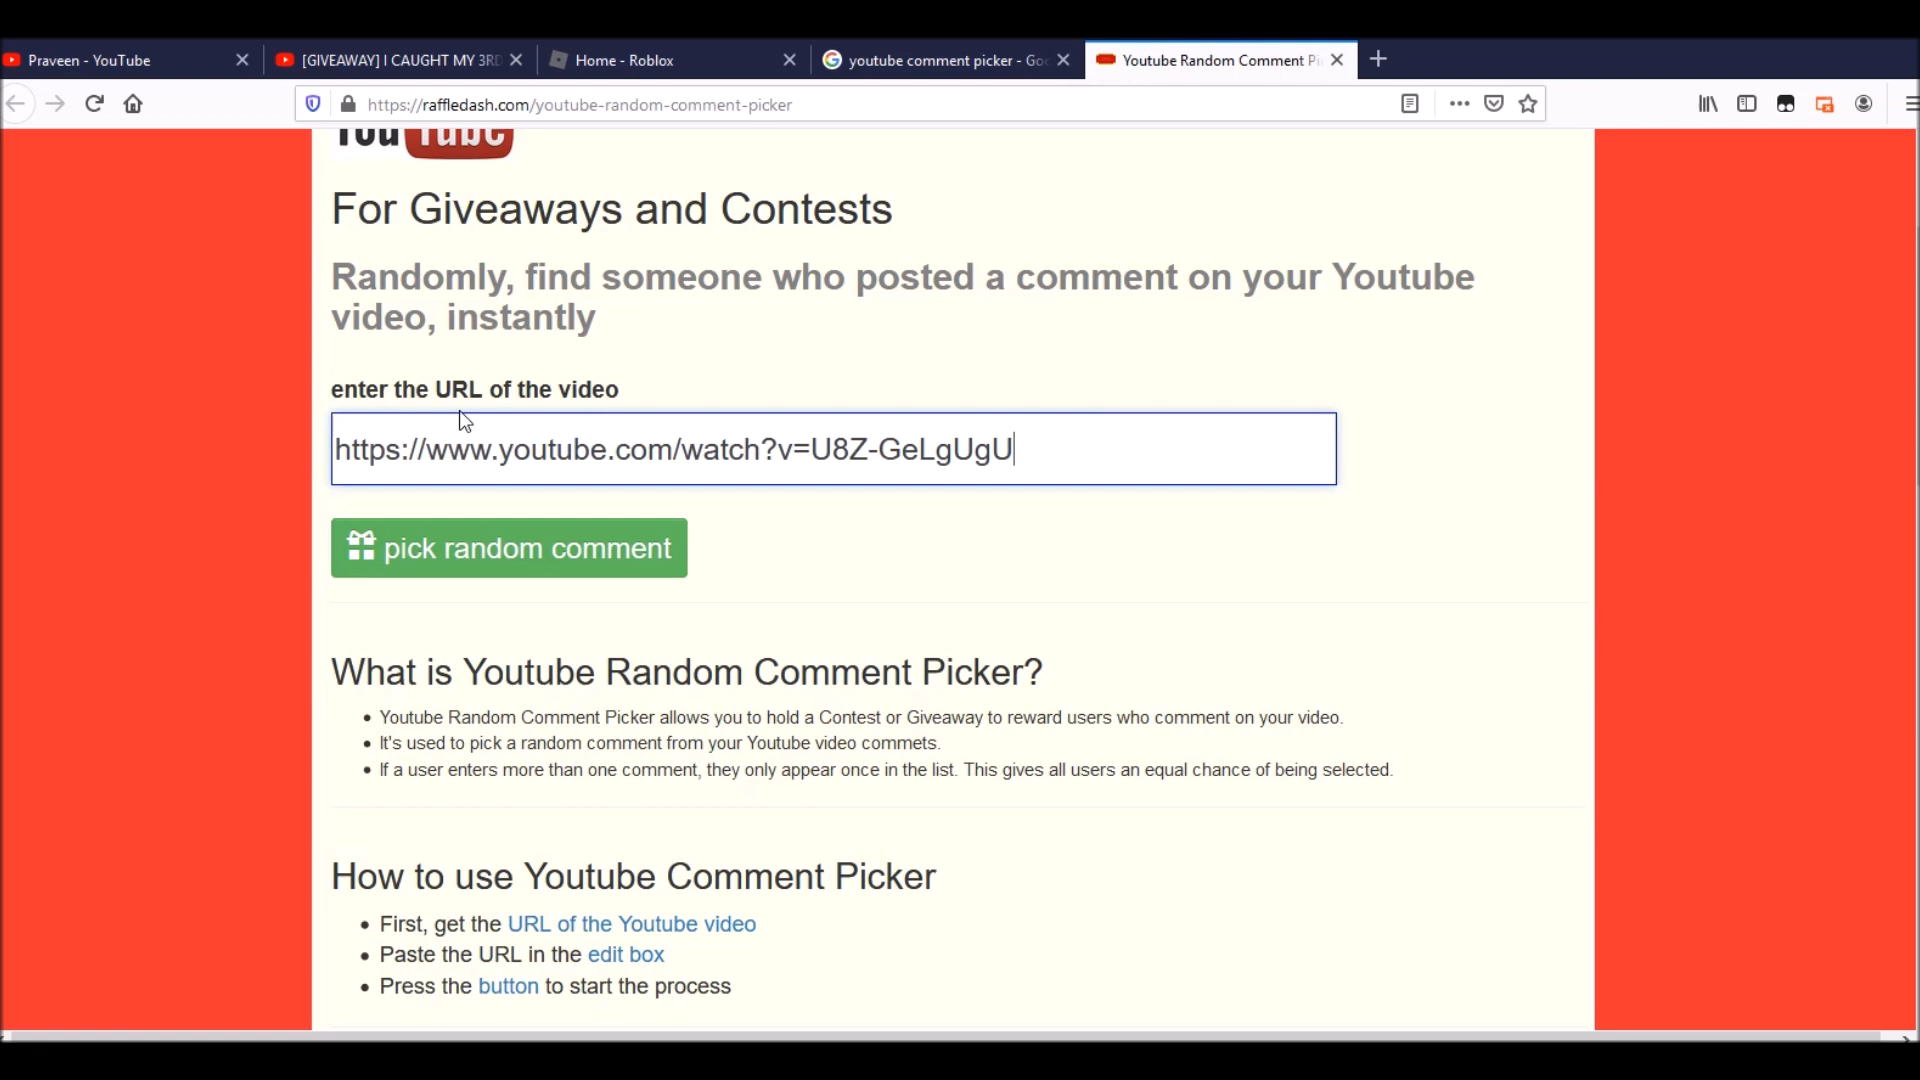 Praveen - YouTube
[GIVEAWAY] I CAUGHT MY 3RD
Home - Roblox
youtube comment picker - Goo
Youtube Random Comment Pi
https://raffledash.com/youtube-random-comment-picker
YouTube
For Giveaways and Contests
Randomly, find someone who posted a comment on your Youtube
video, instantly
enter the URL of the video
https://www.youtube.com/watch?v=U8Z-GeLgUgU
pick random comment
What is Youtube Random Comment Picker?
• Youtube Random Comment Picker allows you to hold a Contest or Giveaway to reward users who comment on your video.
• It's used to pick a random comment from your Youtube video commets.
• If a user enters more than one comment, they only appear once in the list. This gives all users an equal chance of being selected.
How to use Youtube Comment Picker
• First, get the URL of the Youtube video
• Paste the URL in the edit box
• Press the button to start the process